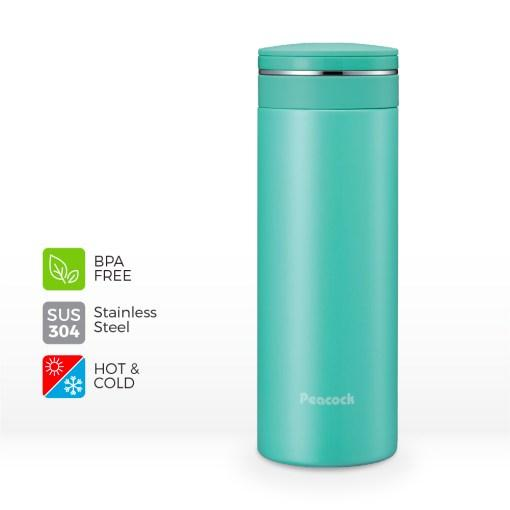 BPA
FREE
SUS
304
Stainless
Steel
HOT &
COLD
Peacock